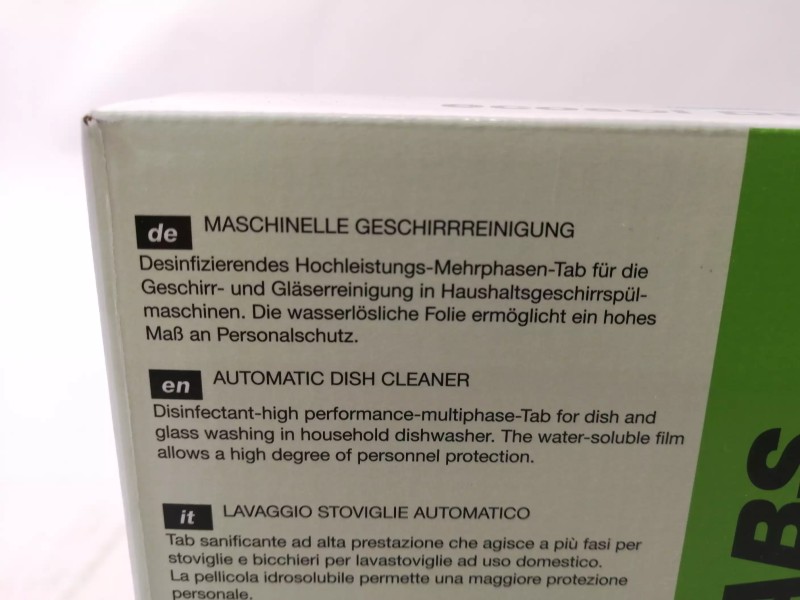 de MASCHINELLE GESCHIRRREINIGUNG
Desinfizierendes Hochleistungs-Mehrphasen-Tab für die
Geschirr- und Gläserreinigung in Haushaltsgeschirrspül-
maschinen. Die wasserlösliche Folie ermöglicht ein hohes
Maß an Personalschutz.
en AUTOMATIC DISH CLEANER
Disinfectant-high performance-multiphase-Tab for dish and
glass washing in household dishwasher. The water-soluble film
allows a high degree of personnel protection.
it LAVAGGIO STOVIGLIE AUTOMATICO
Tab sanificante ad alta prestazione che agisce a più fasi per
stoviglie e bicchieri per lavastoviglie ad uso domestico.
La pellicola idrosolubile permette una maggiore protezione
personale.
ABS